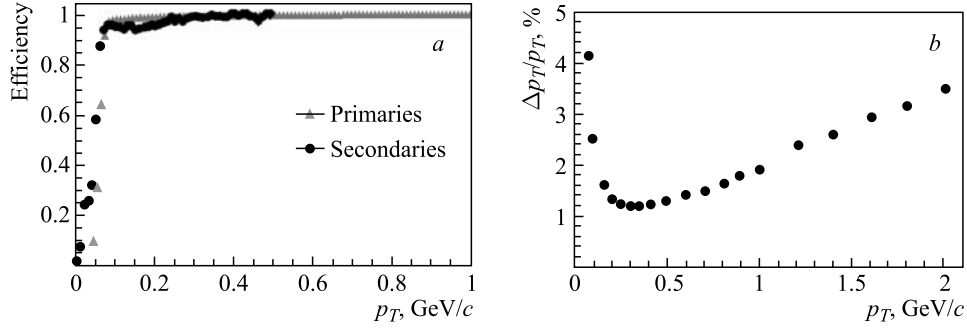 Efficiency
1
0.8
0.6
0.4
0.2
0
a
Primaries
Secondaries
0 0.2 0.4 0.6 0.8 1
p_T, GeV/c
Δp_T/p_T, %
5
4
3
2
1
b
0 0.5 1 1.5 2
p_T, GeV/c